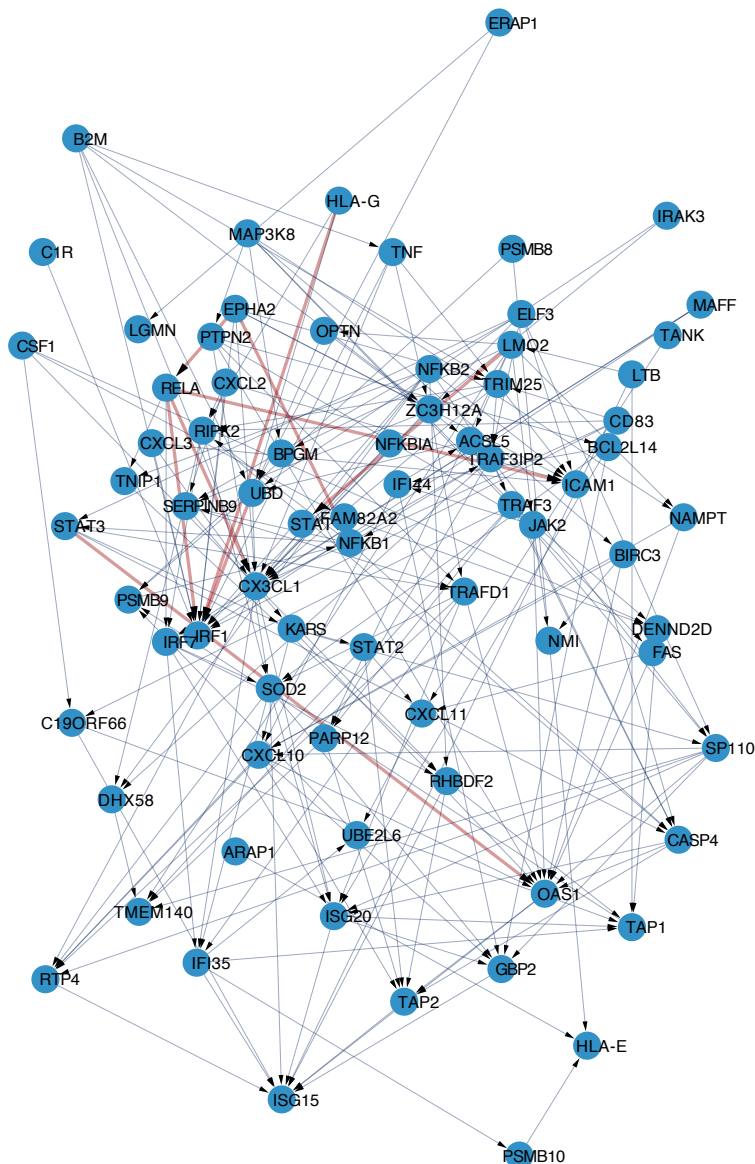 ERAP1
B2M
HLA-G
IRAK3
MAP3K8
C1R
TNF
PSMB8
MAFF
EPHA2
ELF3
LGMN
PTPN2
OPTN
TANK
CSF1
LMO2
NFKB2
LTB
RELA
CXCL2
TRIM25
ZC3H12A
CD83
CXCL3
RIPK2
NFKBIA
ACSL5
BCL2L14
BPGM
TRAF3IP2
TNIP1
IFI44
ICAM1
UBD
SERPINB9
TRAF3
STAT3
STAT
FAM82A2
JAK2
NAMPT
NFKB1
BIRC3
CX3CL1
TRAFD1
PSMB9
KARS
DENND2D
IRF7
IRF1
NMI
STAT2
FAS
SOD2
C19ORF66
CXCL11
PARP12
CXCL10
SP110
RHBDF2
DHX58
UBE2L6
CASP4
ARAP1
OAS1
TMEM140
ISG20
TAP1
IFI35
GBP2
RTP4
TAP2
HLA-E
ISG15
PSMB10